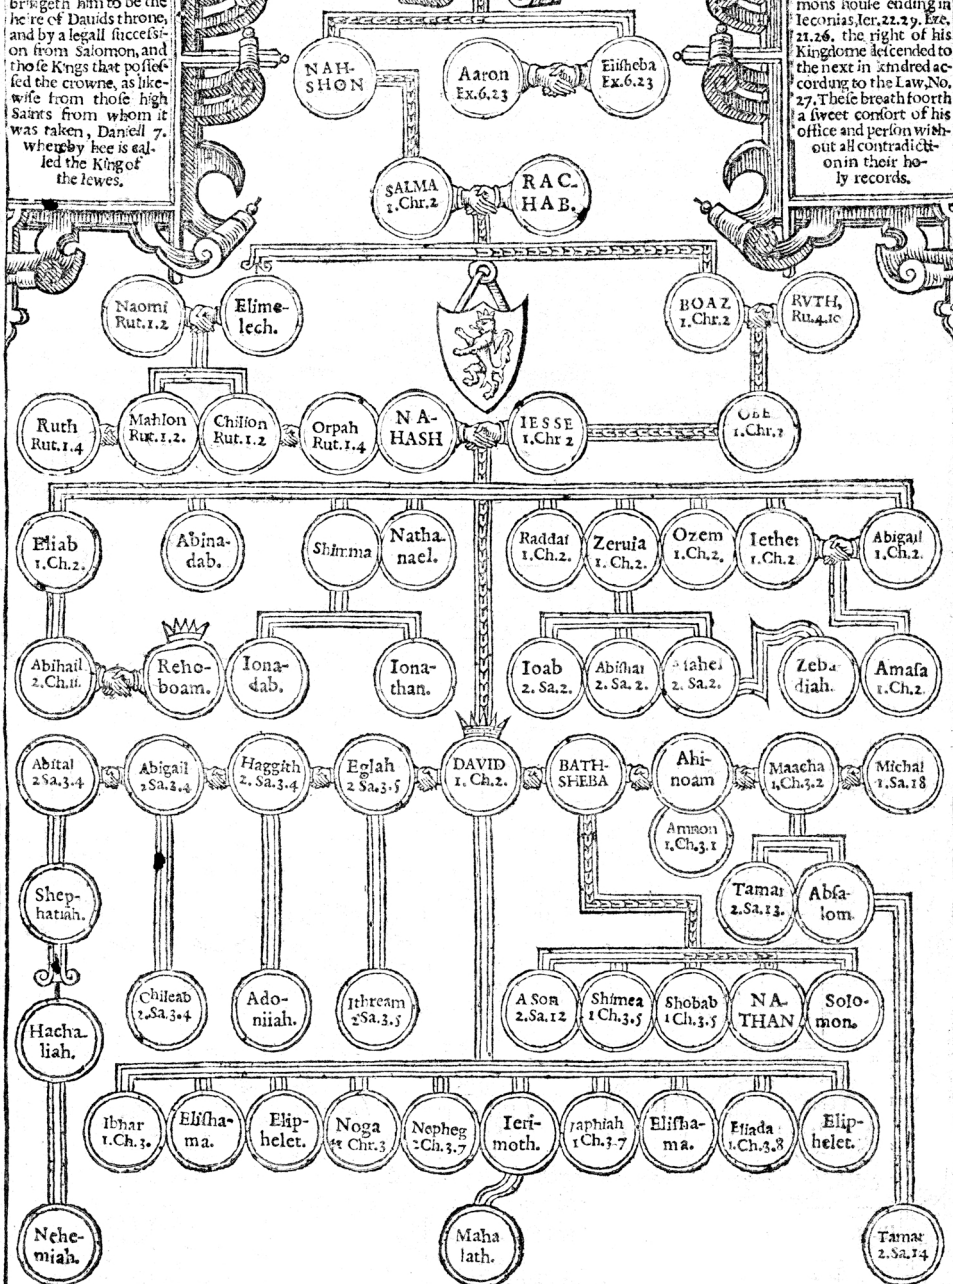 bringeth him to be the
heire of Dauids throne,
and by a legall ſucceſsi-
on from Salomon, and
thoſe Kings that poſſeſ-
ſed the crowne, as like-
wiſe from thoſe high
Saints from whom it
was taken, Daniell 7.
whereby hee is cal-
led the King of
the Iewes.
mons houſe ending in
Ieconias, Ier. 22.29. Eze,
21.26. the right of his
Kingdome deſcended to
the next in kindred ac-
cording to the Law, No.
27, Theſe breath foorth
a ſweet conſort of his
office and perſon with-
out all contradicti-
on in their ho-
ly records.
NAH-
SHON
Aaron
Ex.6.23
Eliſheba
Ex.6.23
SALMA
1.Chr.2
RAC-
HAB.
Naomi
Rut.1.2
Elime-
lech.
BOAZ
1.Chr.2
RVTH,
Ru.4.10
Ruth
Rut.1.4
Mahlon
Rut.1.2.
Chilion
Rut.1.2
Orpah
Rut.1.4
NA-
HASH
IESSE
1.Chr 2
OBE
1.Chr.2
Eliab
1.Ch.2.
Abina-
dab.
Shimma
Natha-
nael.
Raddai
1.Ch.2.
Zeruia
1.Ch.2.
Ozem
1.Ch.2.
Iether
1.Ch.2
Abigail
1.Ch.2.
Abihail
2.Ch.11.
Reho-
boam.
Iona-
dab.
Iona-
than.
Ioab
2. Sa.2.
Abiſhai
2. Sa. 2.
Aſahel
2. Sa.2.
Zeba-
diah.
Amaſa
1.Ch.2.
Abital
2Sa.3.4
Abigail
2Sa.3.4
Haggith
2. Sa.3.4
Eglah
2 Sa.3.5
DAVID
1. Ch.2.
BATH-
SHEBA
Ahi-
noam
Maacha
1.Ch.3.2
Michal
1.Sa.18
Amnon
1.Ch.3.1
Shep-
hatiah.
Tamar
2.Sa.13.
Abſa-
lom.
Chileab
2.Sa.3.4
Ado-
niiah.
Ithream
2Sa.3.5
A Son
2.Sa.12
Shimea
1Ch.3.5
Shobab
1Ch.3.5
NA-
THAN
Solo-
mon.
Hacha-
liah.
Ibhar
1.Ch.3.
Eliſha-
ma.
Elip-
helet.
Noga
Chr.3
Nepheg
Ch.3.7
Ieri-
moth.
Iaphiah
1Ch.3.7
Eliſha-
ma.
Eliada
1.Ch.3.8
Elip-
helet.
Nehe-
miah.
Maha
lath.
Tamar
2.Sa.14